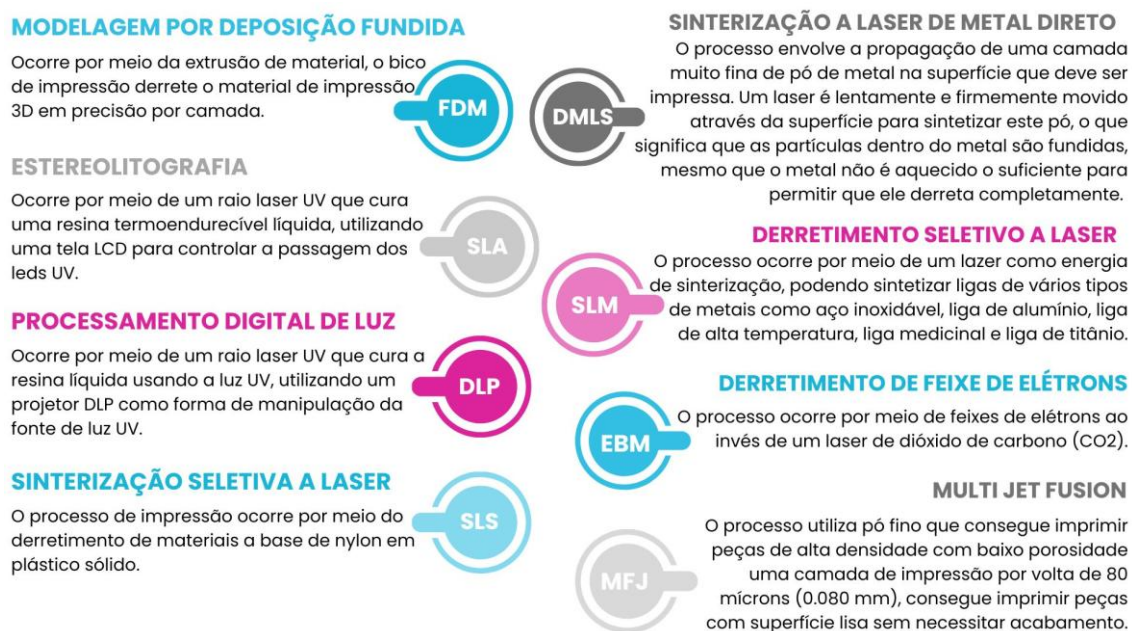 MODELAGEM POR DEPOSIÇÃO FUNDIDA
Ocorre por meio da extrusão de material, o bico
de impressão derrete o material de impressão
3D em precisão por camada.
FDM
ESTEREOLITOGRAFIA
Ocorre por meio de um raio laser UV que cura
uma resina termoendurecível líquida, utilizando
uma tela LCD para controlar a passagem dos
leds UV.
SLA
PROCESSAMENTO DIGITAL DE LUZ
Ocorre por meio de um raio laser UV que cura a
resina líquida usando a luz UV, utilizando um
projetor DLP como forma de manipulação da
fonte de luz UV.
DLP
SINTERIZAÇÃO SELETIVA A LASER
O processo de impressão ocorre por meio do
derretimento de materiais a base de nylon em
plástico sólido.
SLS
SINTERIZAÇÃO A LASER DE METAL DIRETO
O processo envolve a propagação de uma camada
muito fina de pó de metal na superfície que deve ser
impressa. Um laser é lentamente e firmemente movido
através da superfície para sintetizar este pó, o que
significa que as partículas dentro do metal são fundidas,
mesmo que o metal não é aquecido o suficiente para
permitir que ele derreta completamente.
DMLS
DERRETIMENTO SELETIVO A LASER
O processo ocorre por meio de um lazer como energia
de sinterização, podendo sintetizar ligas de vários tipos
de metais como aço inoxidável, liga de alumínio, liga
de alta temperatura, liga medicinal e liga de titânio.
SLM
DERRETIMENTO DE FEIXE DE ELÉTRONS
O processo ocorre por meio de feixes de elétrons ao
invés de um laser de dióxido de carbono (CO2).
EBM
MULTI JET FUSION
O processo utiliza pó fino que consegue imprimir
peças de alta densidade com baixo porosidade
uma camada de impressão por volta de 80
mícrons (0.080 mm), consegue imprimir peças
com superfície lisa sem necessitar acabamento.
MFJ